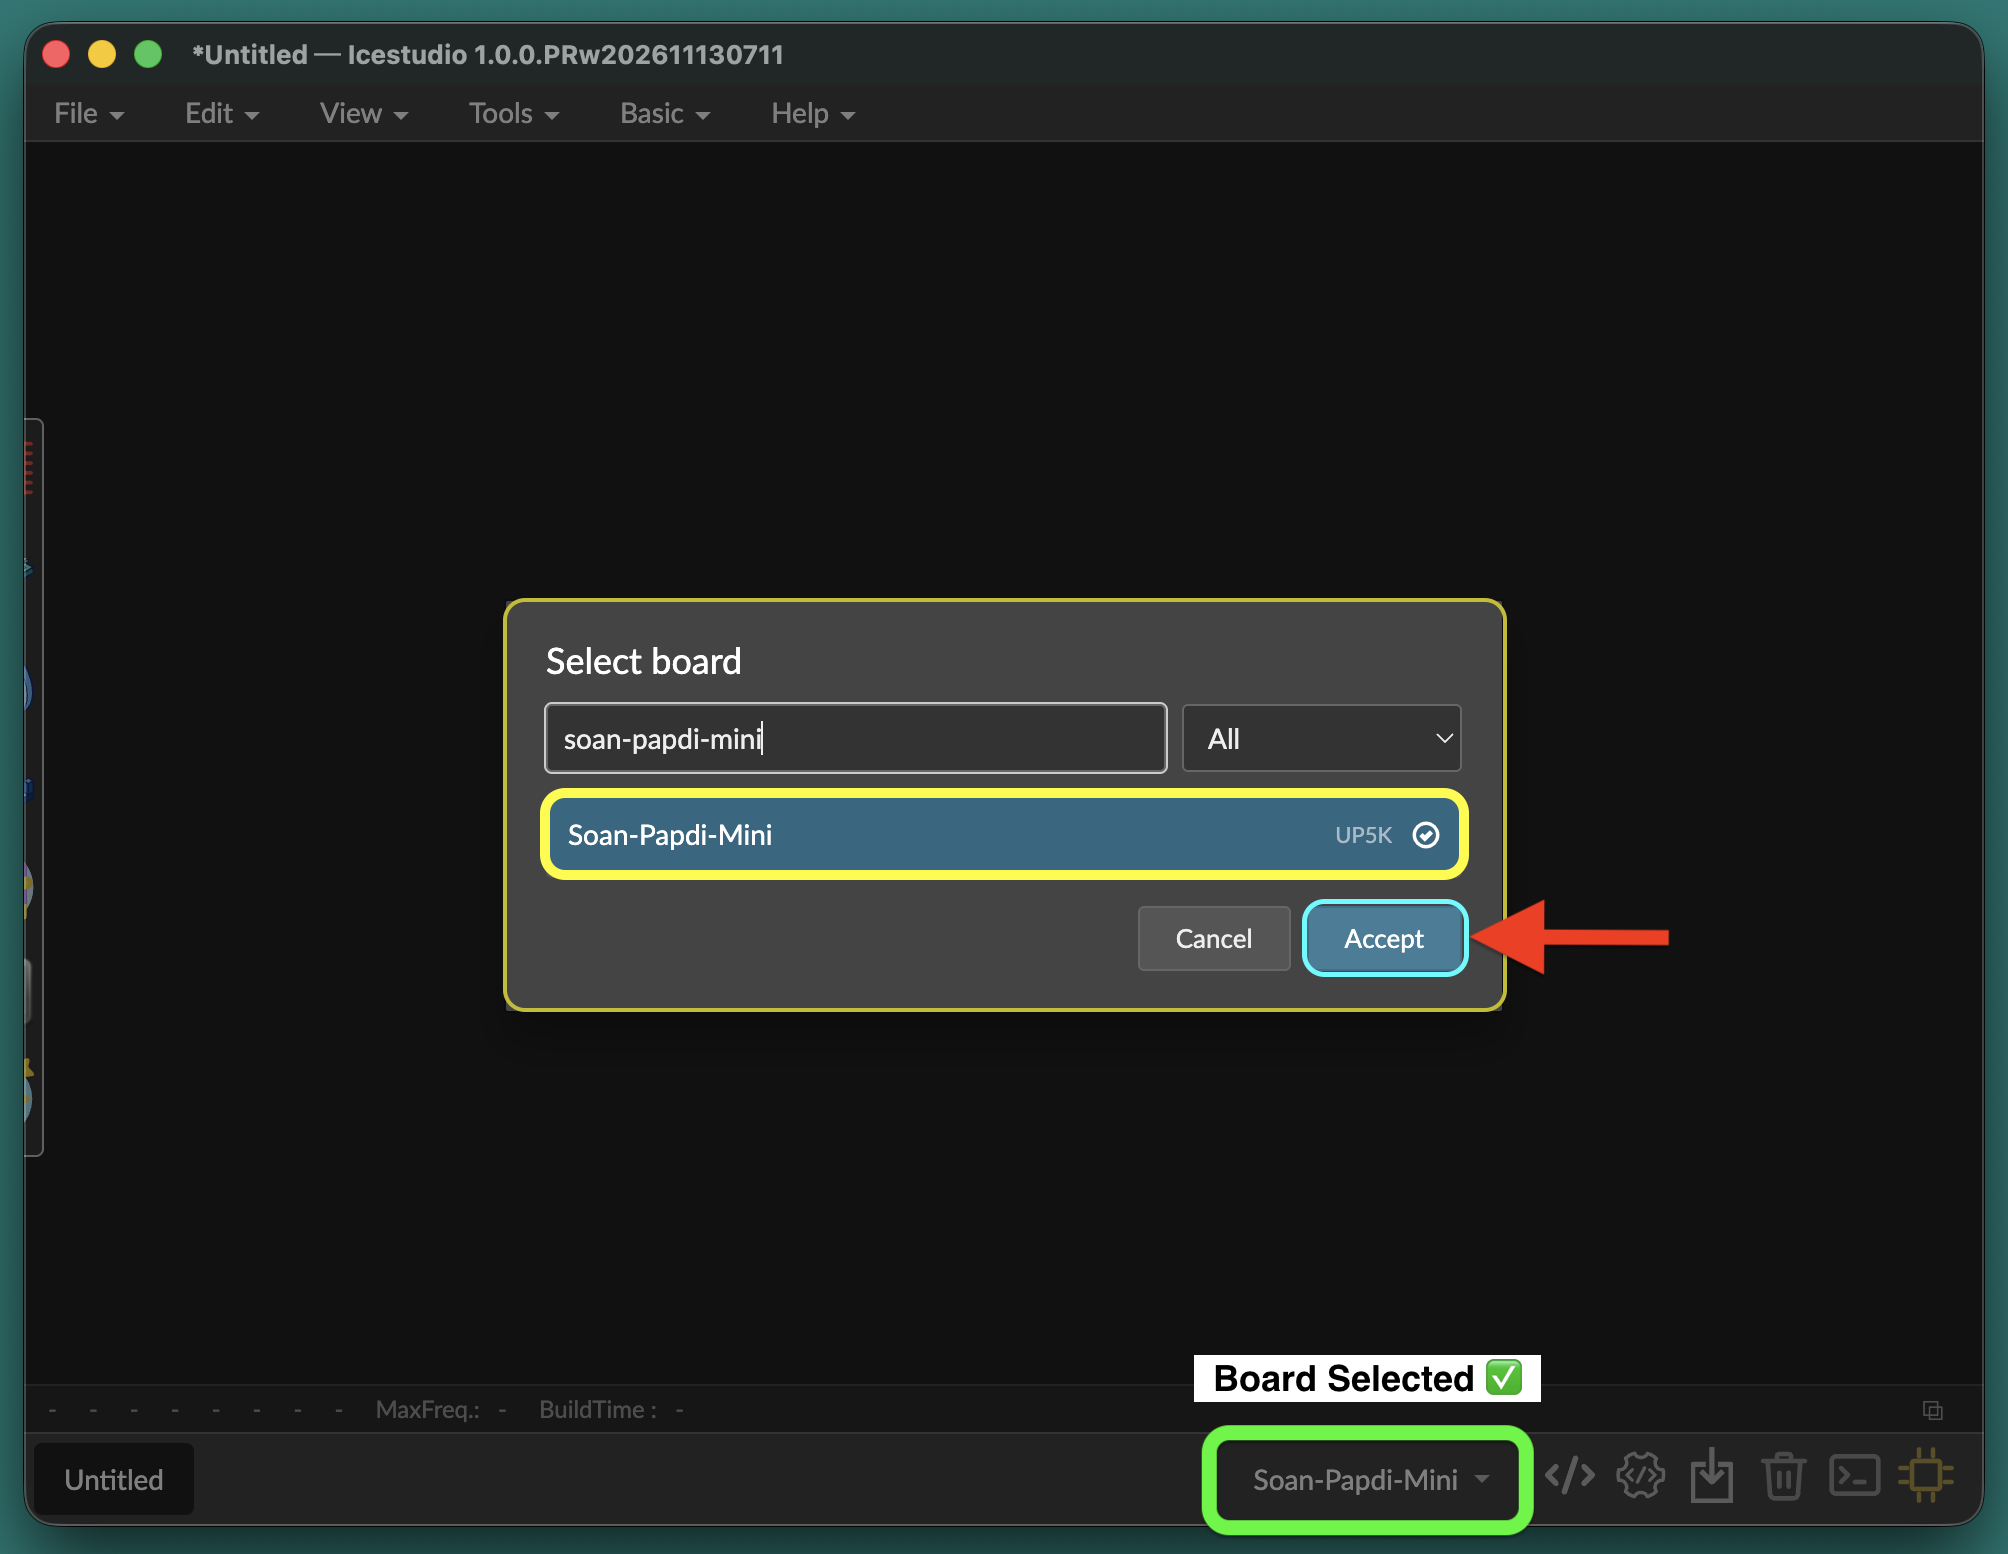 *Untitled — Icestudio 1.0.0.PRw202611130711
File Edit View Tools Basic Help
Select board
soan-papdi-mini All
Soan-Papdi-Mini UP5K
Cancel Accept
Board Selected ✅
- - - - - - - - MaxFreq.: - BuildTime : -
Untitled Soan-Papdi-Mini